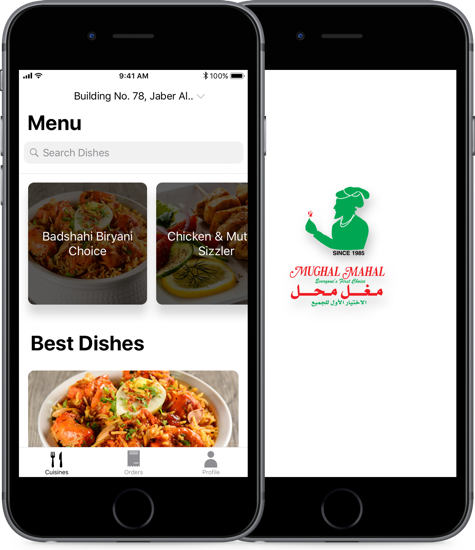 9:41 AM
100%
Building No. 78, Jaber Al..
Menu
Search Dishes
Badshahi Biryani
Choice
Chicken & Mut
Sizzler
Best Dishes
Cuisines
Orders
Profile
SINCE 1985
MUGHAL MAHAL
Everyone's First Choice
مغل محل
الاختيار الأول للجميع